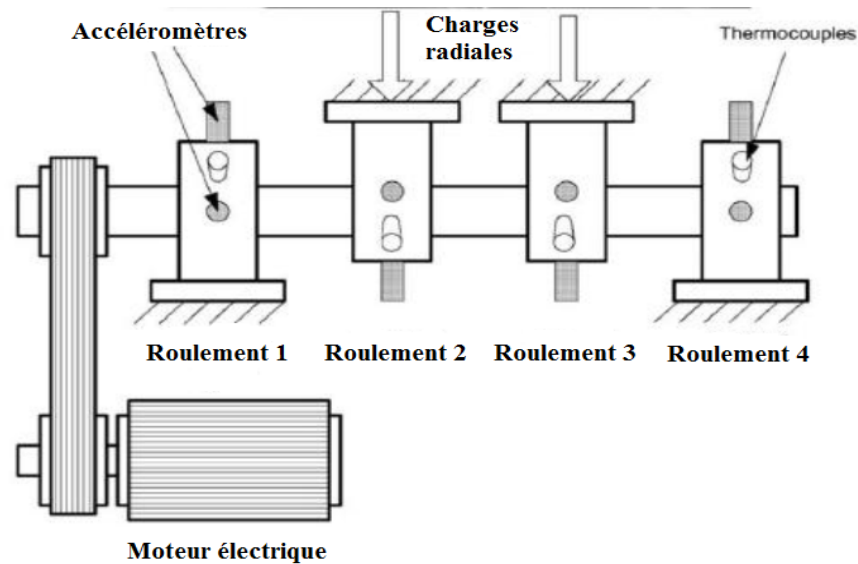 Accéléromètres
Charges
radiales
Thermocouples
Roulement 1
Roulement 2
Roulement 3
Roulement 4
Moteur électrique